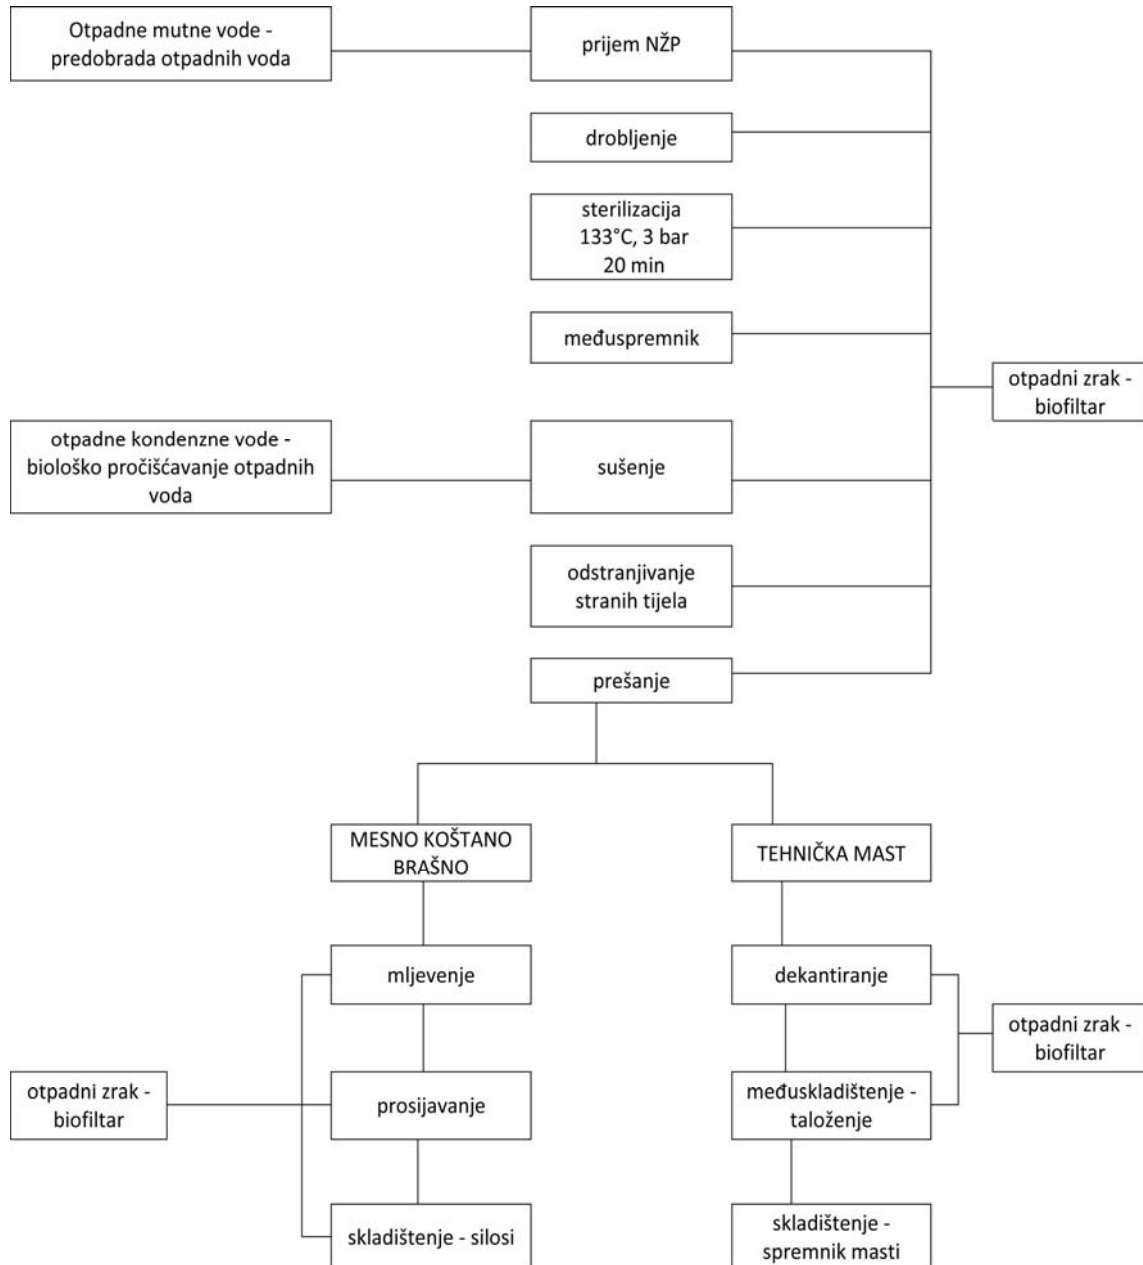 Otpadne mutne vode -
predobrada otpadnih voda
prijem NŽP
drobljenje
sterilizacija
133°C, 3 bar
20 min
međuspremnik
otpadni zrak -
biofiltar
otpadne kondenzne vode -
biološko pročišćavanje otpadnih
voda
sušenje
odstranjivanje
stranih tijela
prešanje
MESNO KOŠTANO
BRAŠNO
TEHNIČKA MAST
mljevenje
dekantiranje
otpadni zrak -
biofiltar
otpadni zrak -
biofiltar
prosijavanje
međuskladištenje -
taloženje
skladištenje - silosi
skladištenje -
spremnik masti